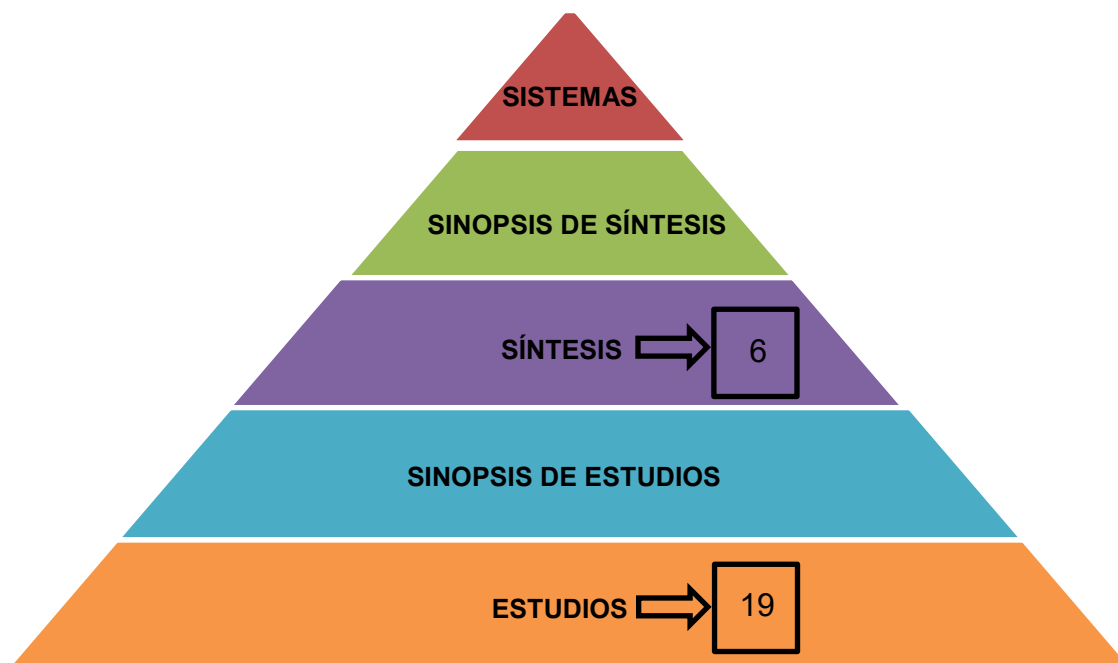 SISTEMAS
SINOPSIS DE SÍNTESIS
SÍNTESIS 6
SINOPSIS DE ESTUDIOS
ESTUDIOS 19